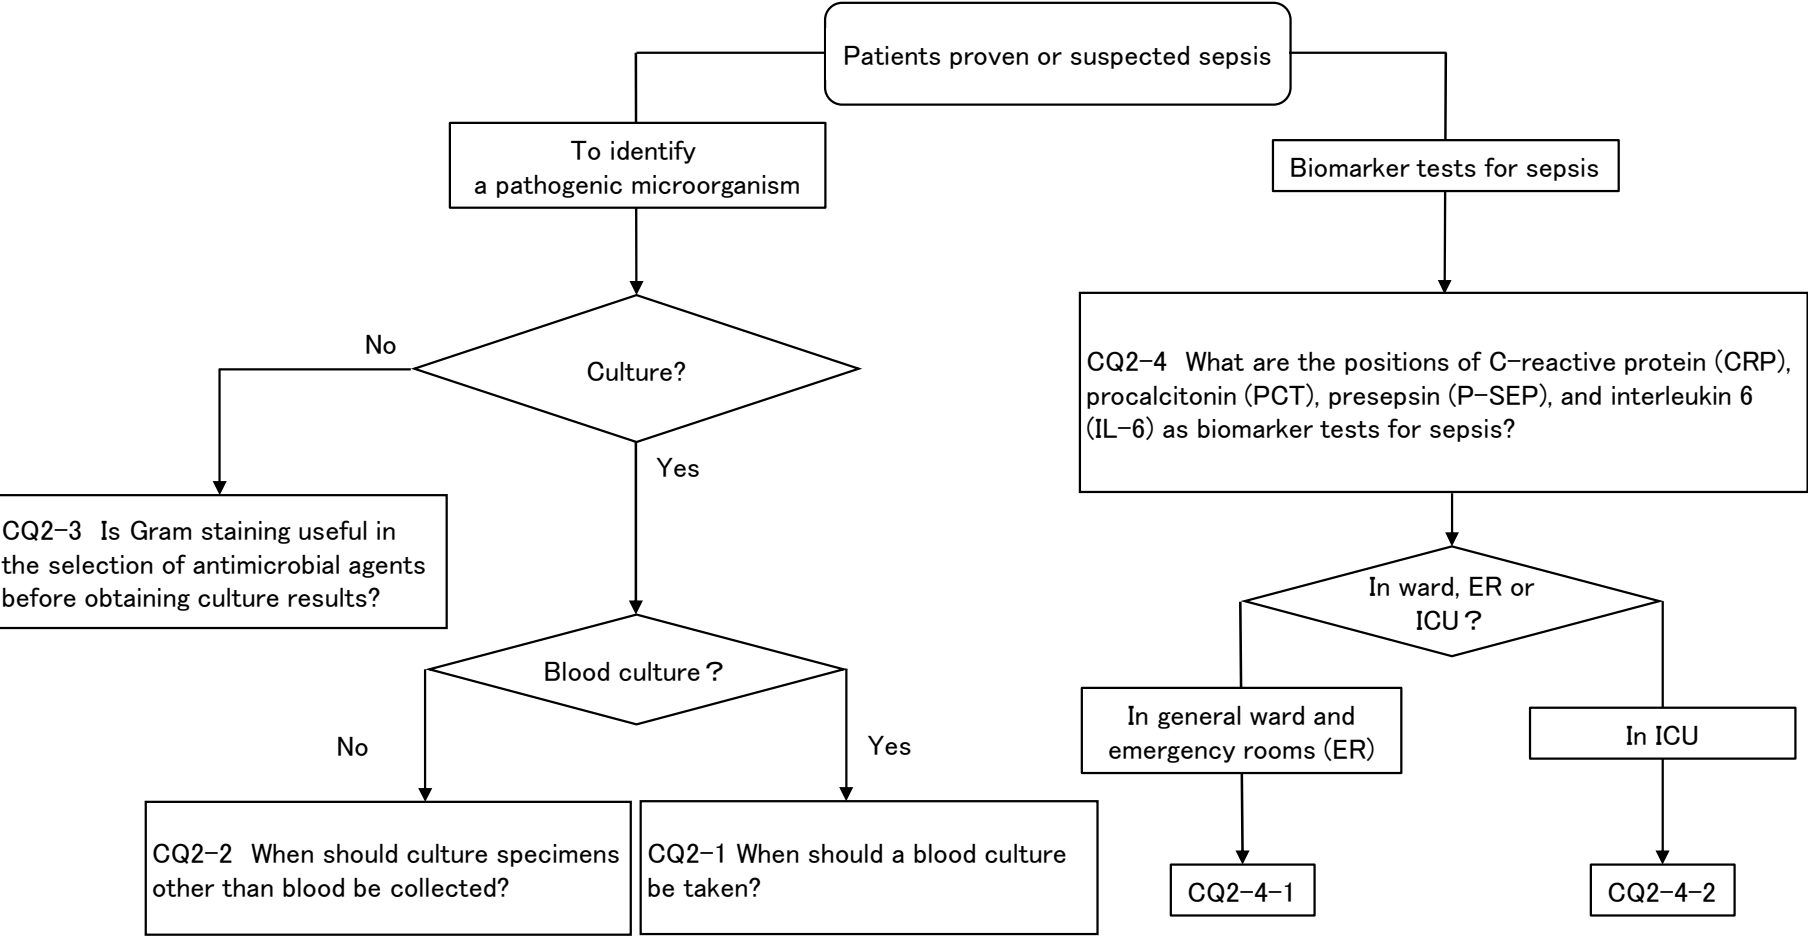 Patients proven or suspected sepsis
To identify
a pathogenic microorganism
Biomarker tests for sepsis
No
Culture?
Yes
CQ2-4 What are the positions of C-reactive protein (CRP),
procalcitonin (PCT), presepsin (P-SEP), and interleukin 6
(IL-6) as biomarker tests for sepsis?
CQ2-3 Is Gram staining useful in
the selection of antimicrobial agents
before obtaining culture results?
In ward, ER or
ICU？
Blood culture？
No
Yes
In general ward and
emergency rooms (ER)
In ICU
CQ2-2 When should culture specimens
other than blood be collected?
CQ2-1 When should a blood culture
be taken?
CQ2-4-1
CQ2-4-2